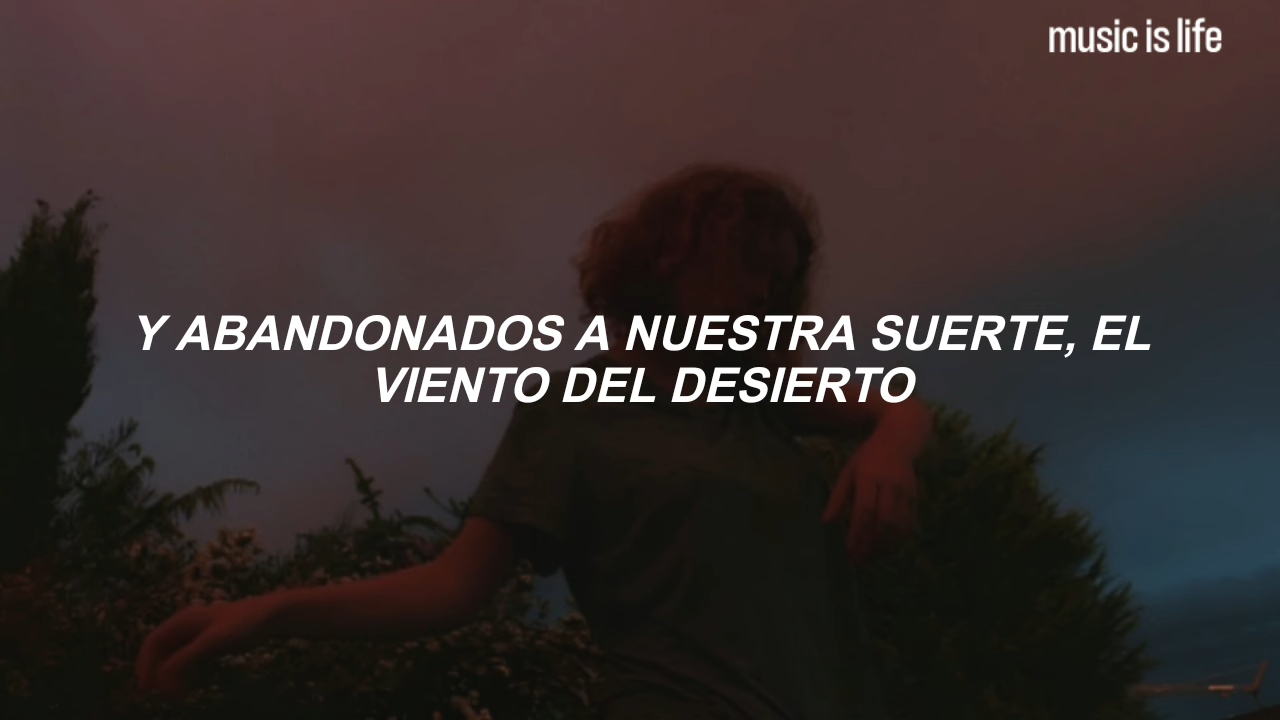 music is life
Y ABANDONADOS A NUESTRA SUERTE, EL
VIENTO DEL DESIERTO